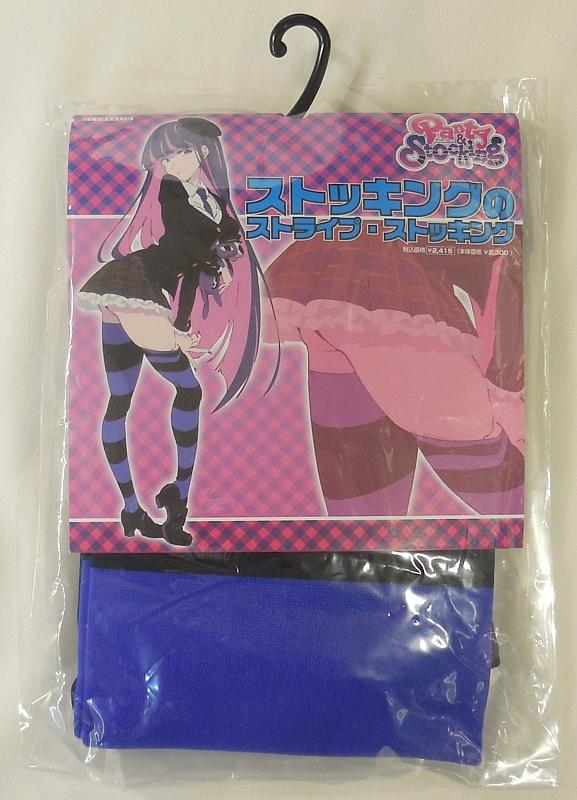 Panty
&
Stocking
ストッキングの
ストライプ・ストッキング
税込価格 ¥2,415 (本体価格 ¥2,300)